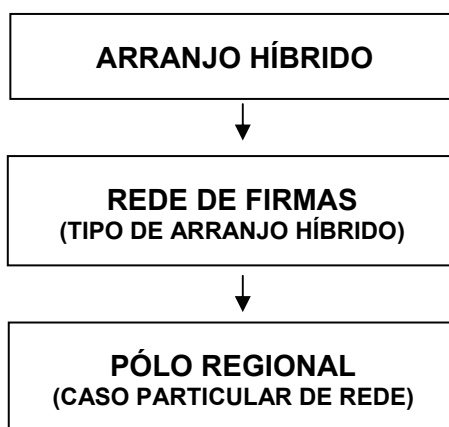 ARRANJO HÍBRIDO
REDE DE FIRMAS
(TIPO DE ARRANJO HÍBRIDO)
PÓLO REGIONAL
(CASO PARTICULAR DE REDE)